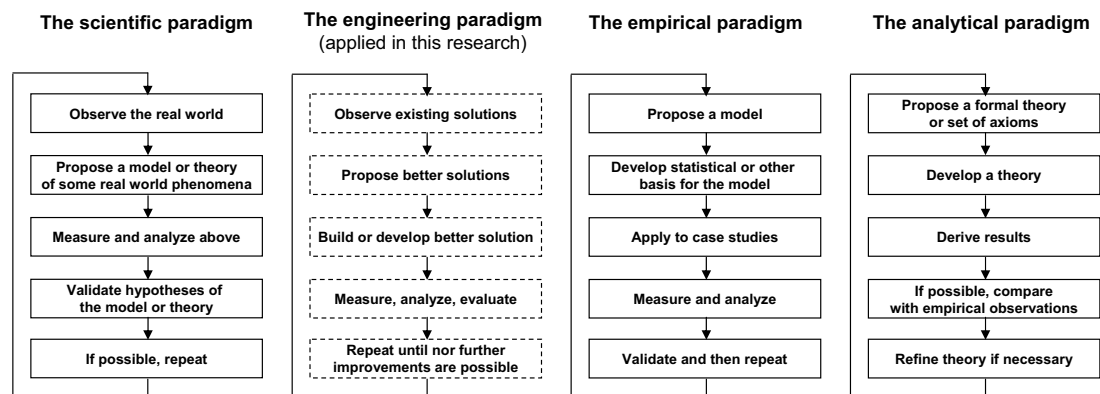 The scientific paradigm
Observe the real world
Propose a model or theory
of some real world phenomena
Measure and analyze above
Validate hypotheses of
the model or theory
If possible, repeat
The engineering paradigm
(applied in this research)
Observe existing solutions
Propose better solutions
Build or develop better solution
Measure, analyze, evaluate
Repeat until nor further
improvements are possible
The empirical paradigm
Propose a model
Develop statistical or other
basis for the model
Apply to case studies
Measure and analyze
Validate and then repeat
The analytical paradigm
Propose a formal theory
or set of axioms
Develop a theory
Derive results
If possible, compare
with empirical observations
Refine theory if necessary